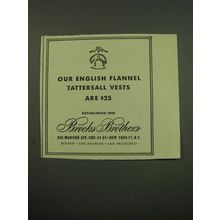 OUR ENGLISH FLANNEL
TATTERSALL VESTS
ARE $25
ESTABLISHED 1818
Brooks Brothers
346 MADISON AVE. COR. 44 ST. • NEW YORK 17, N.Y.
BOSTON • LOS ANGELES • SAN FRANCISCO